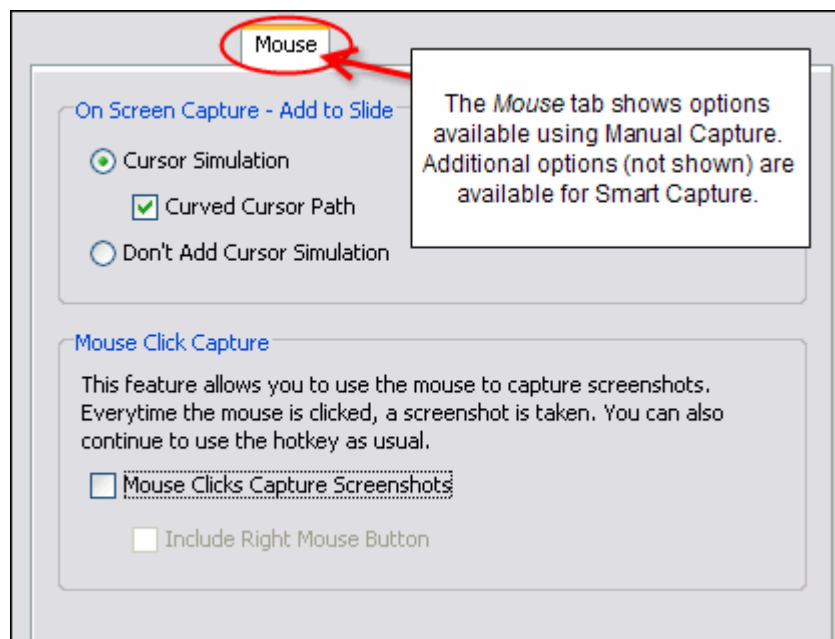 Mouse
The Mouse tab shows options
available using Manual Capture.
Additional options (not shown) are
available for Smart Capture.
On Screen Capture - Add to Slide
Cursor Simulation
Curved Cursor Path
Don't Add Cursor Simulation
Mouse Click Capture
This feature allows you to use the mouse to capture screenshots.
Everytime the mouse is clicked, a screenshot is taken. You can also
continue to use the hotkey as usual.
Mouse Clicks Capture Screenshots
Include Right Mouse Button